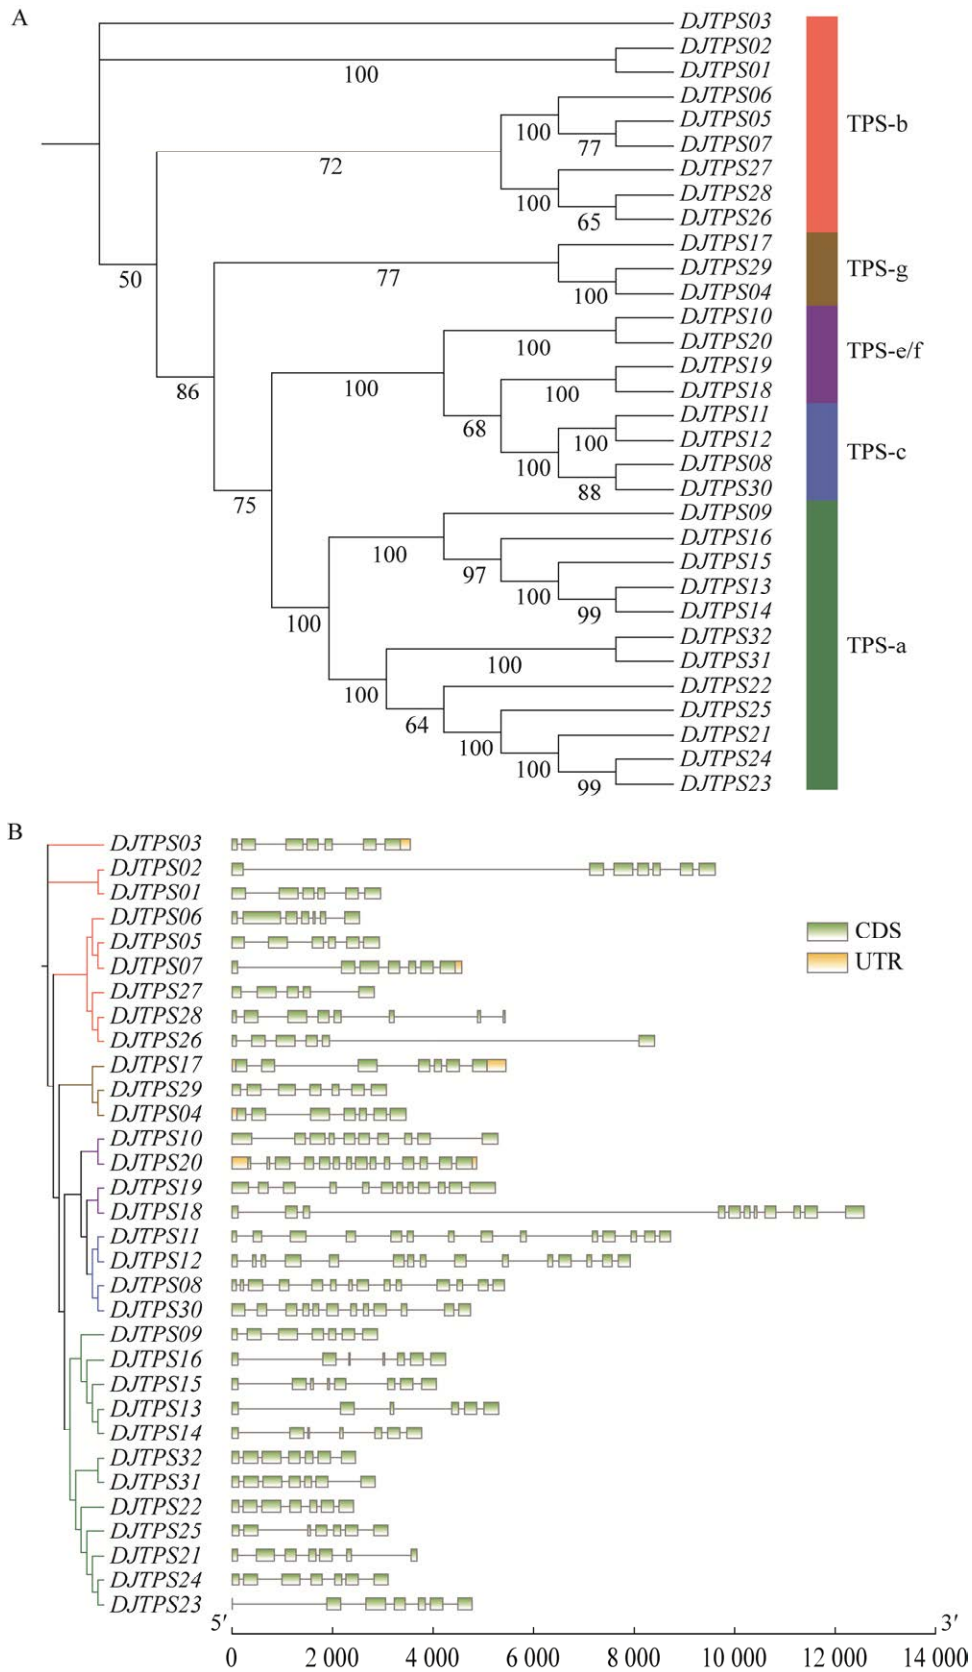 A
DJTPS03
DJTPS02
100
DJTPS01
DJTPS06
TPS-b
100
DJTPS05
77
DJTPS07
72
DJTPS27
100
DJTPS28
65
DJTPS26
50
DJTPS17
TPS-g
77
DJTPS29
100
DJTPS04
86
DJTPS10
TPS-e/f
100
DJTPS20
100
DJTPS19
100
DJTPS18
68
DJTPS11
TPS-c
100
DJTPS12
100
DJTPS08
88
DJTPS30
75
DJTPS09
TPS-a
100
DJTPS16
97
DJTPS15
100
DJTPS13
99
DJTPS14
100
DJTPS32
100
DJTPS31
100
DJTPS22
64
DJTPS25
100
DJTPS21
100
DJTPS24
99
DJTPS23
B
DJTPS03
DJTPS02
DJTPS01
DJTPS06
CDS
DJTPS05
UTR
DJTPS07
DJTPS27
DJTPS28
DJTPS26
DJTPS17
DJTPS29
DJTPS04
DJTPS10
DJTPS20
DJTPS19
DJTPS18
DJTPS11
DJTPS12
DJTPS08
DJTPS30
DJTPS09
DJTPS16
DJTPS15
DJTPS13
DJTPS14
DJTPS32
DJTPS31
DJTPS22
DJTPS25
DJTPS21
DJTPS24
DJTPS23
5′ 3′
0 2 000 4 000 6 000 8 000 10 000 12 000 14 000